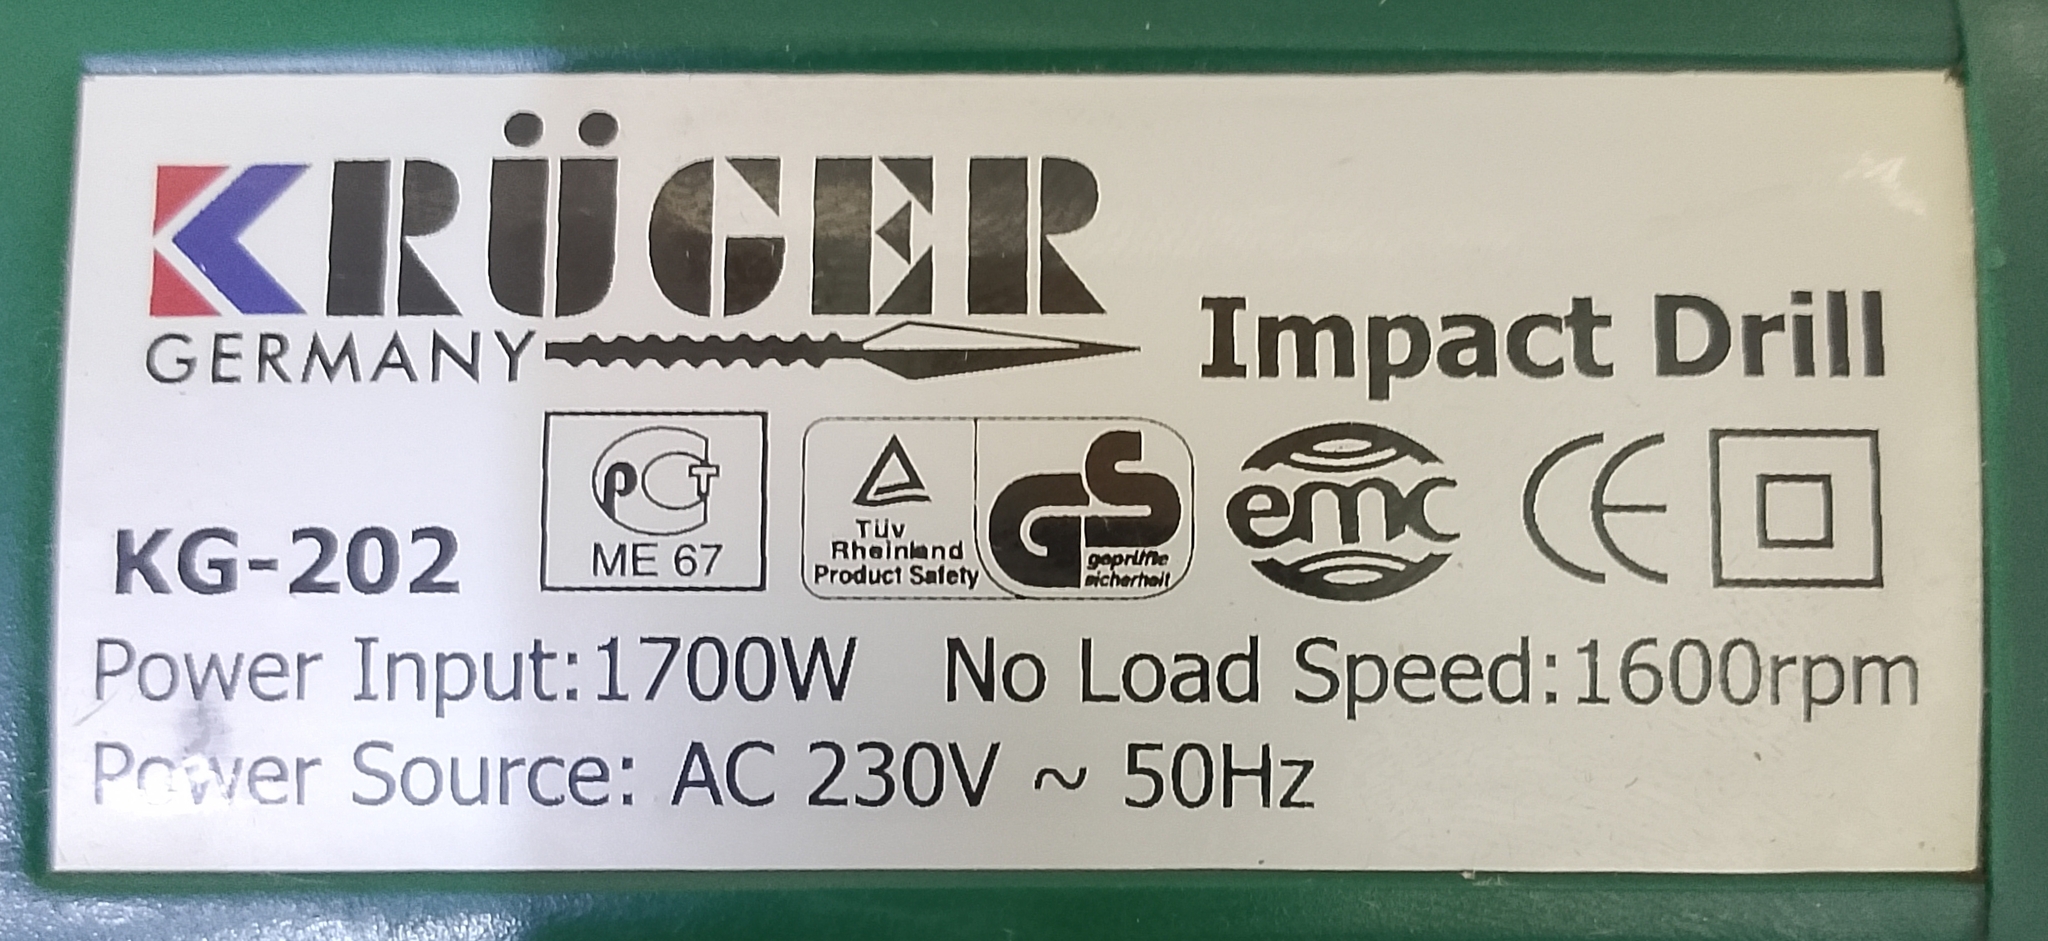 KRÜGER
GERMANY
Impact Drill
KG-202
РСТ
ME 67
TÜV
Rheinland
Product Safety
GS
geprüfte
sicherheit
emc
CE
Power Input:1700W No Load Speed:1600rpm
Power Source: AC 230V ~ 50Hz